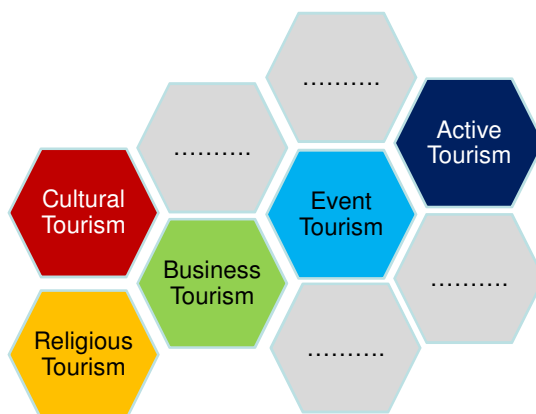 ..........
Active
Tourism
..........
Cultural
Tourism
Event
Tourism
Business
Tourism
..........
Religious
Tourism
..........